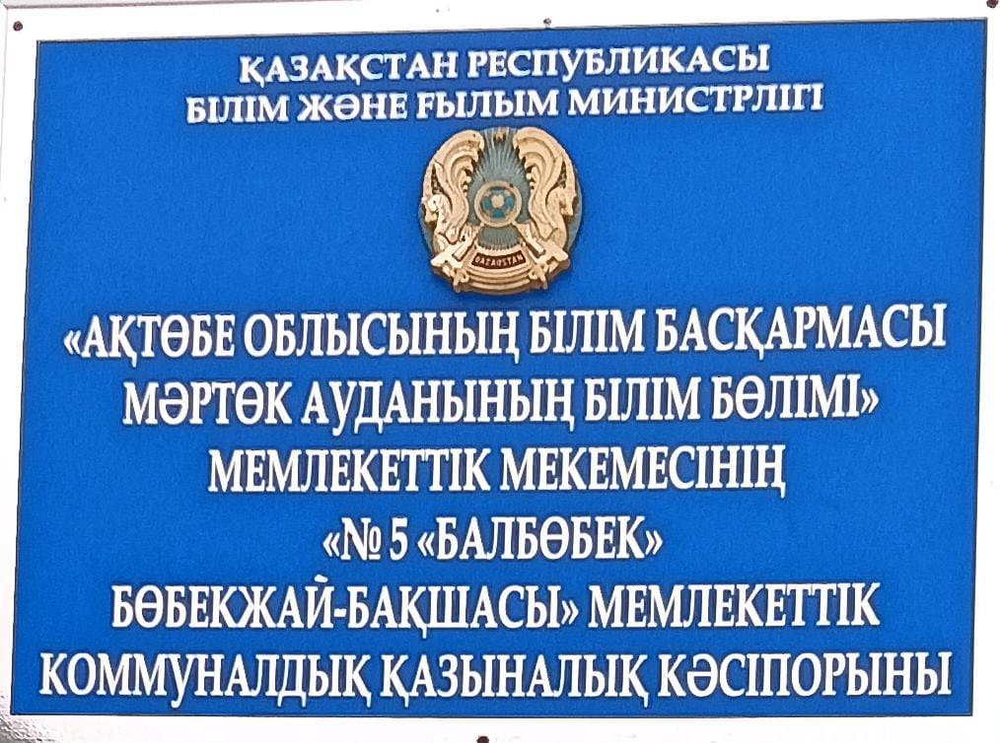 ҚАЗАҚСТАН РЕСПУБЛИКАСЫ
БІЛІМ ЖӘНЕ ҒЫЛЫМ МИНИСТРЛІГІ
QAZAQSTAN
«АҚТӨБЕ ОБЛЫСЫНЫҢ БІЛІМ БАСҚАРМАСЫ
МӘРТӨК АУДАНЫНЫҢ БІЛІМ БӨЛІМІ»
МЕМЛЕКЕТТІК МЕКЕМЕСІНІҢ
«№ 5 «БАЛБӨБЕК»
БӨБЕКЖАЙ-БАҚШАСЫ» МЕМЛЕКЕТТІК
КОММУНАЛДЫҚ ҚАЗЫНАЛЫҚ КӘСІПОРЫНЫ